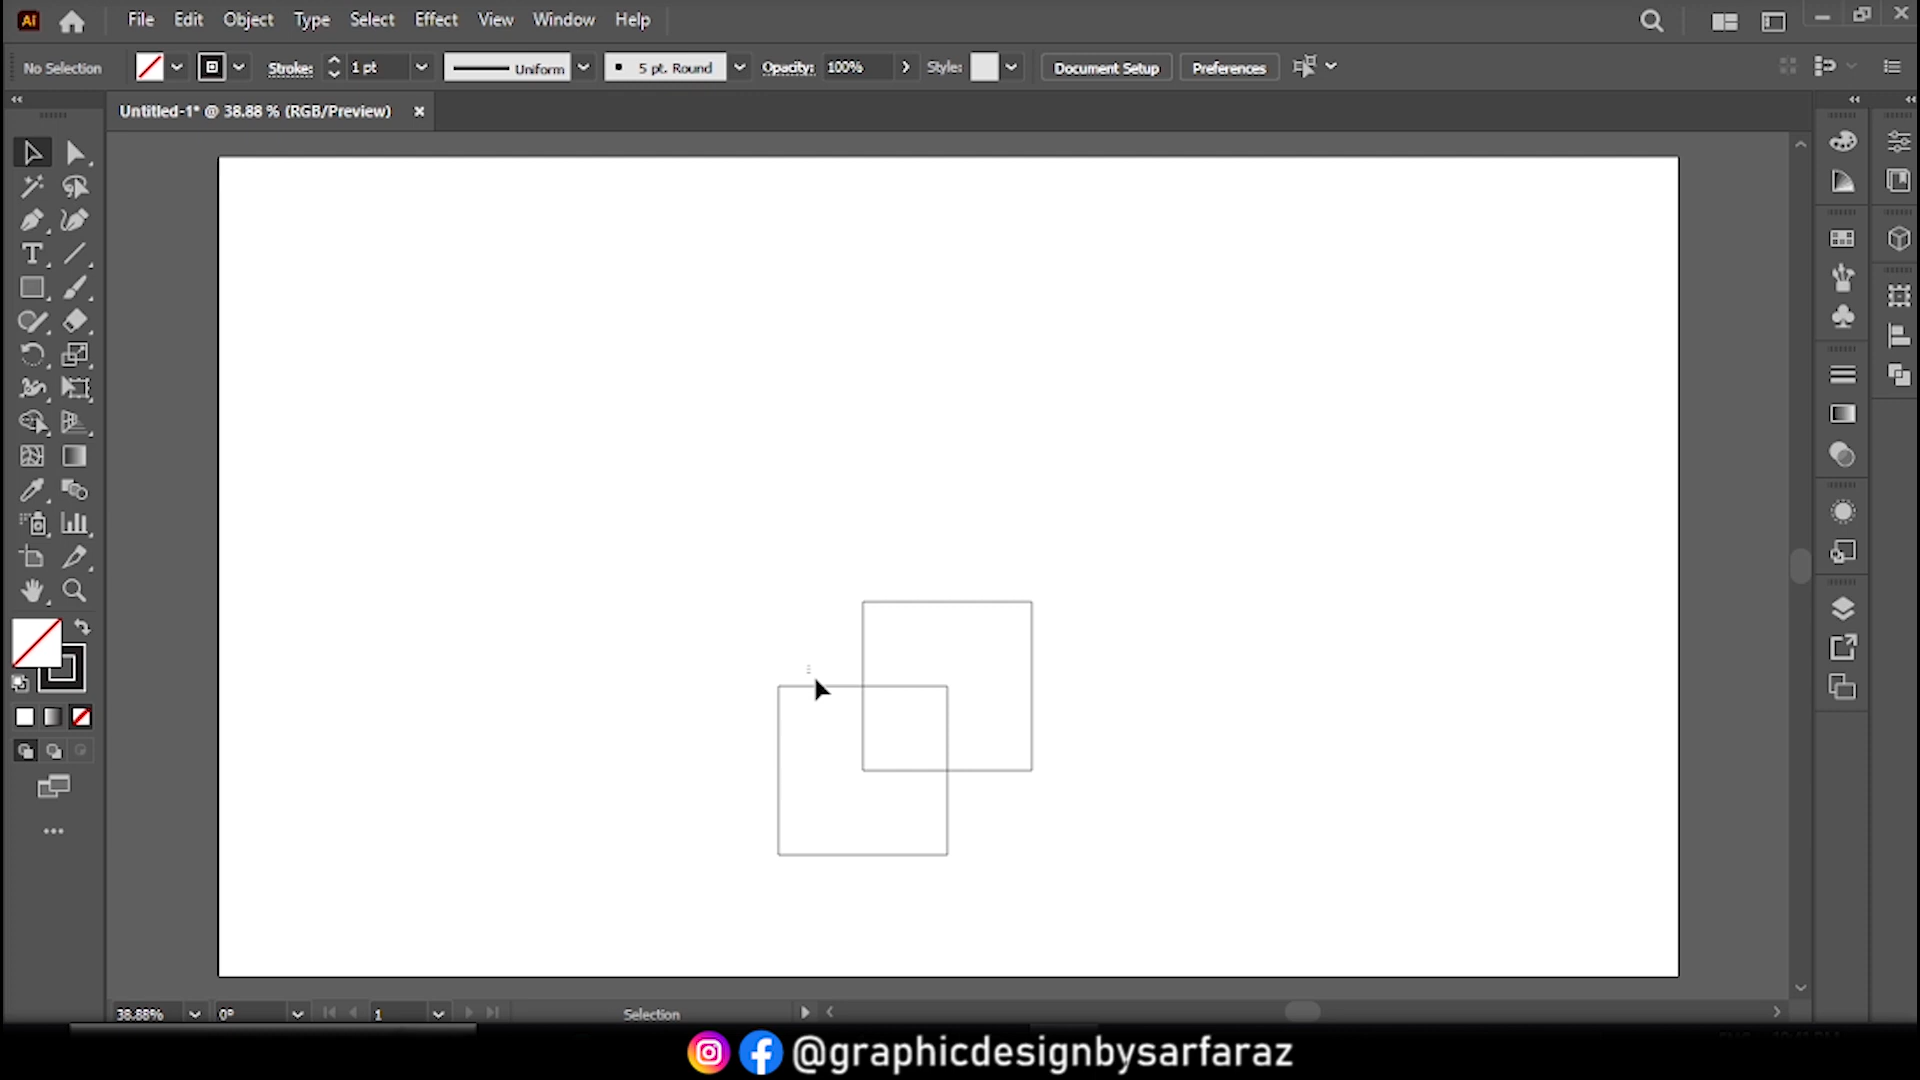 Ai File Edit Object Type Select Effect View Window Help
No Selection Stroke: 1 pt Uniform 5 pt. Round Opacity: 100% Style: Document Setup Preferences
Untitled-1* @ 38.88 % (RGB/Preview)
38.88% 0° 1 Selection
@graphicdesignbysarfaraz